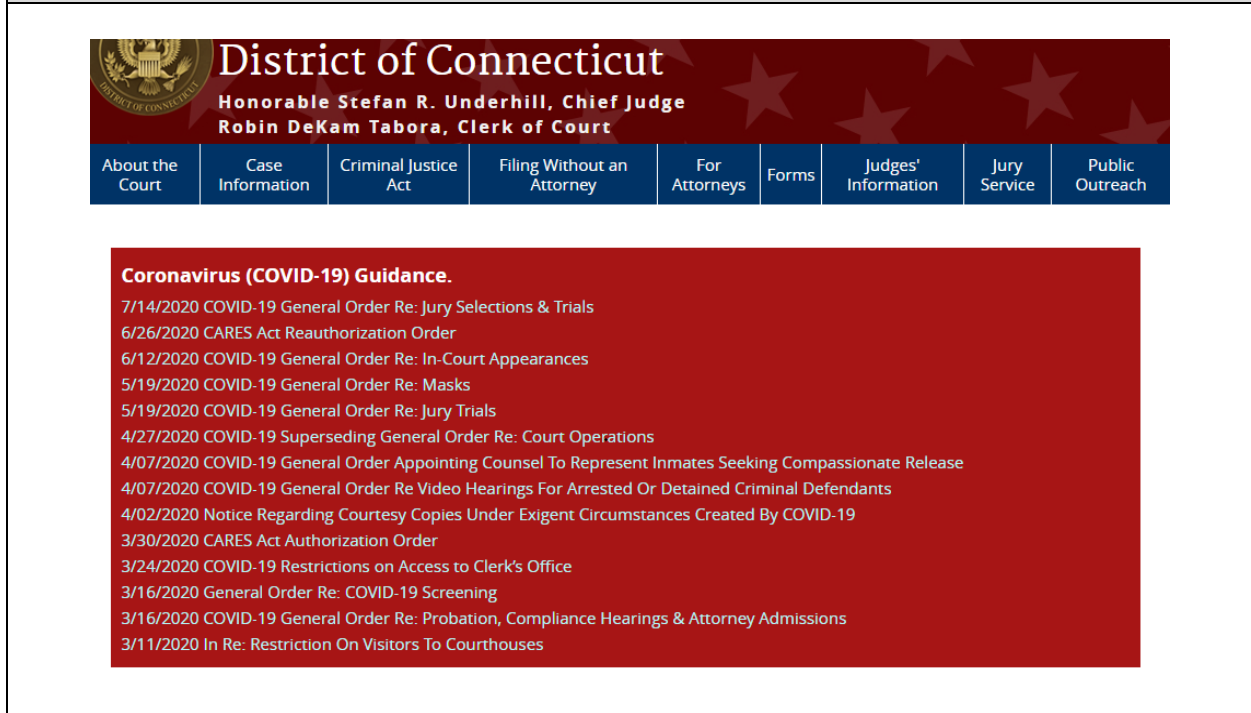 DISTRICT OF CONNECTICUT
District of Connecticut
Honorable Stefan R. Underhill, Chief Judge
Robin DeKam Tabora, Clerk of Court
About the Court
Case Information
Criminal Justice Act
Filing Without an Attorney
For Attorneys
Forms
Judges' Information
Jury Service
Public Outreach
Coronavirus (COVID-19) Guidance.
7/14/2020 COVID-19 General Order Re: Jury Selections & Trials
6/26/2020 CARES Act Reauthorization Order
6/12/2020 COVID-19 General Order Re: In-Court Appearances
5/19/2020 COVID-19 General Order Re: Masks
5/19/2020 COVID-19 General Order Re: Jury Trials
4/27/2020 COVID-19 Superseding General Order Re: Court Operations
4/07/2020 COVID-19 General Order Appointing Counsel To Represent Inmates Seeking Compassionate Release
4/07/2020 COVID-19 General Order Re Video Hearings For Arrested Or Detained Criminal Defendants
4/02/2020 Notice Regarding Courtesy Copies Under Exigent Circumstances Created By COVID-19
3/30/2020 CARES Act Authorization Order
3/24/2020 COVID-19 Restrictions on Access to Clerk's Office
3/16/2020 General Order Re: COVID-19 Screening
3/16/2020 COVID-19 General Order Re: Probation, Compliance Hearings & Attorney Admissions
3/11/2020 In Re: Restriction On Visitors To Courthouses